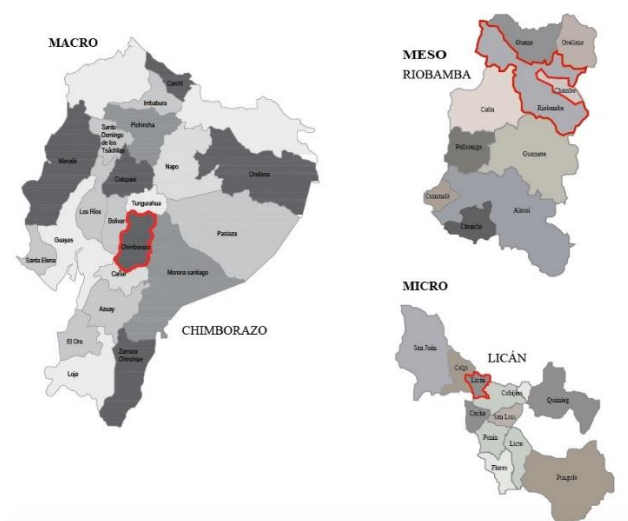 MACRO
Carchi
Imbabura
Santo
Domingo
de los
Tsáchilas
Pichincha
Manabí
Cotopaxi
Napo
Orellana
Tungurahua
Los Ríos
Bolívar
Chimborazo
Pastaza
Guayas
Santa Elena
Cañar
Morona santiago
Azuay
CHIMBORAZO
El Oro
Zamora
Chinchipe
Loja
MESO
RIOBAMBA
Guano
Chambo
Riobamba
Colta
Pallatanga
Guamote
Cumandá
Alausí
Chunchi
MICRO
LICÁN
San Juan
Calpi
Licán
Cubijíes
Quimiag
Cacha
San Luis
Punín
Licto
Flores
Pungala